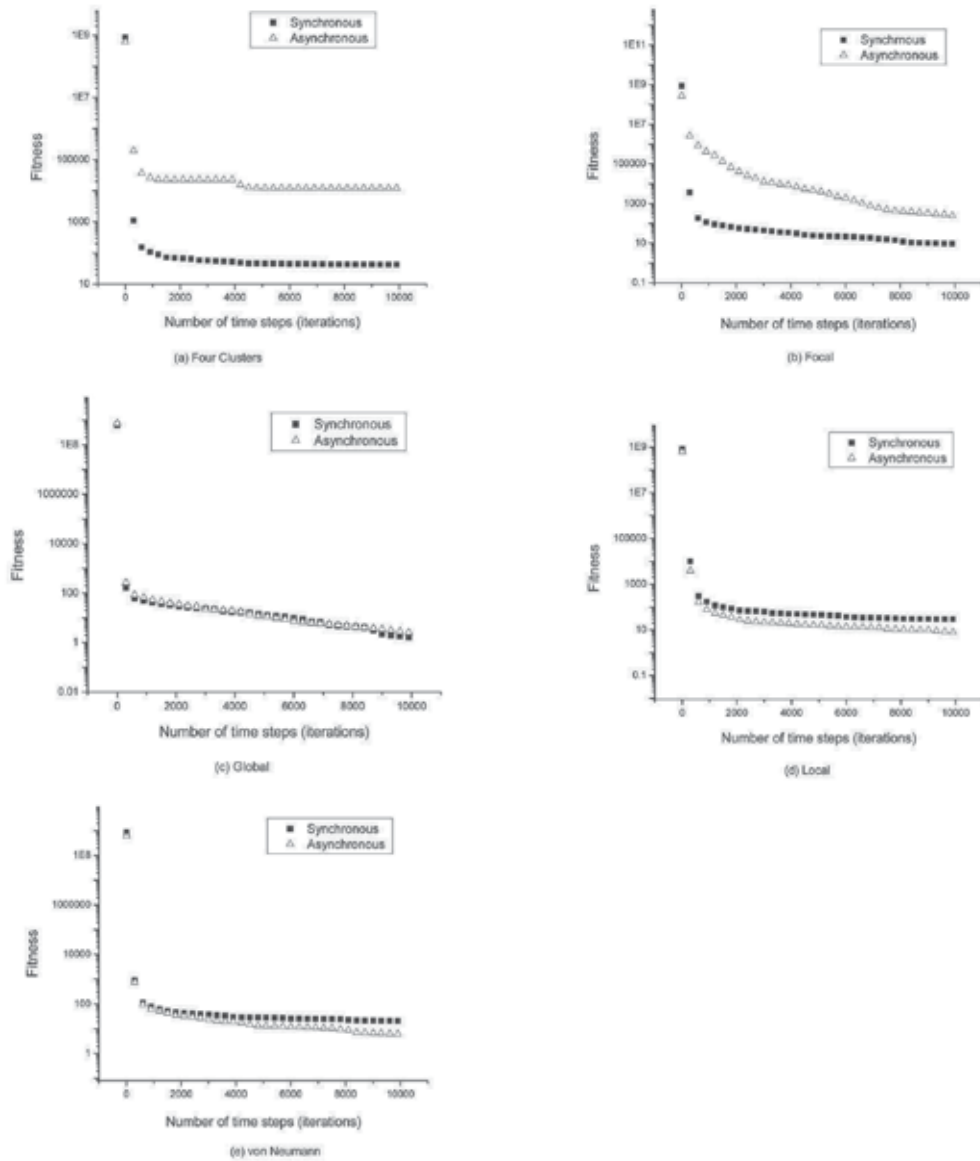 Synchronous
Asynchronous
1E9
1E7
100000
1000
10
Fitness
0 2000 4000 6000 8000 10000
Number of time steps (iterations)
(a) Four Clusters
Synchrnous
Asynchronous
1E11
1E9
1E7
100000
1000
10
0.1
Fitness
0 2000 4000 6000 8000 10000
Number of time steps (iterations)
(b) Focal
Synchronous
Asynchronous
1E8
1000000
10000
100
1
0.01
Fitness
0 2000 4000 6000 8000 10000
Number of time steps (iterations)
(c) Global
Synchronous
Asynchronous
1E9
1E7
100000
1000
10
0.1
Fitness
0 2000 4000 6000 8000 10000
Number of time steps (iterations)
(d) Local
Synchronous
Asynchronous
1E8
1000000
10000
100
1
Fitness
0 2000 4000 6000 8000 10000
Number of time steps (iterations)
(e) von Neumann